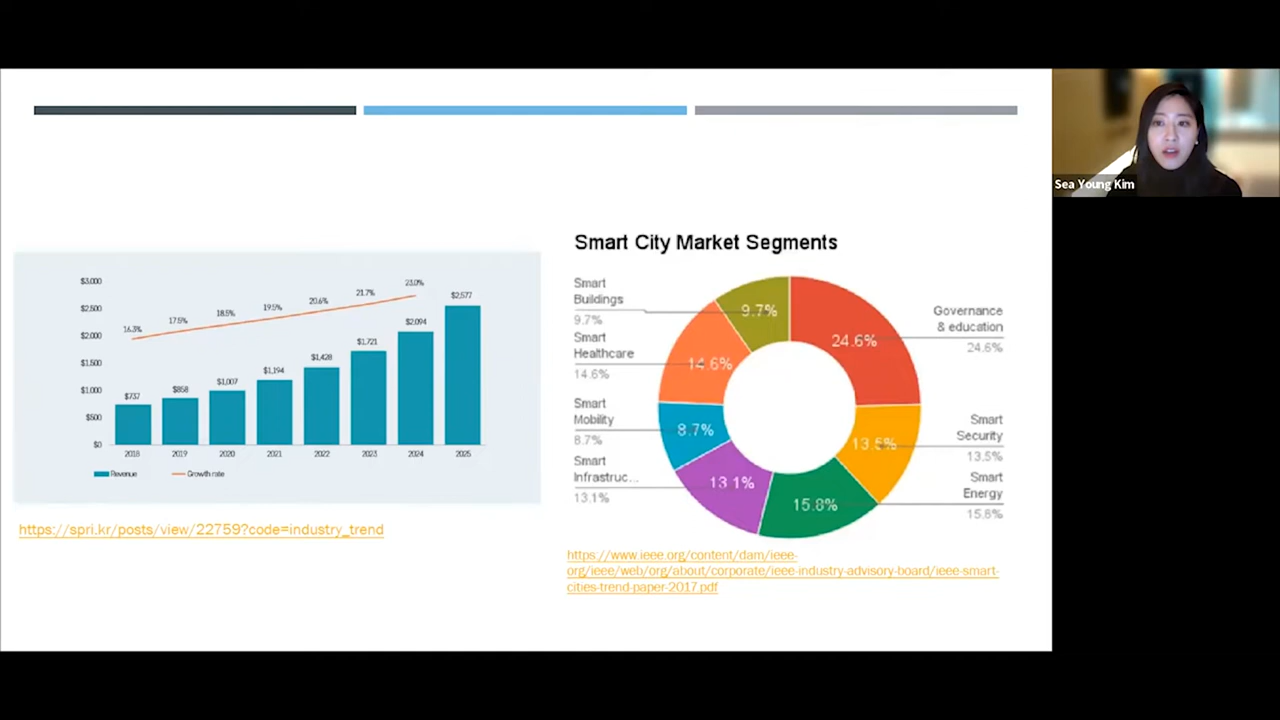 $3,000
$2,500
$2,000
$1,500
$1,000
$500
$0
16.3%
17.5%
18.5%
19.5%
20.6%
21.7%
23.0%
$737
$858
$1,007
$1,194
$1,428
$1,721
$2,094
$2,577
2018
2019
2020
2021
2022
2023
2024
2025
Revenue
Growth rate
https://spri.kr/posts/view/22759?code=industry_trend
Smart City Market Segments
Smart
Buildings
9.7%
Smart
Healthcare
14.6%
Smart
Mobility
8.7%
Smart
Infrastruc...
13.1%
9.7%
24.6%
14.6%
8.7%
13.5%
13.1%
15.8%
Governance
& education
24.6%
Smart
Security
13.5%
Smart
Energy
15.8%
https://www.ieee.org/content/dam/ieee-
org/ieee/web/org/about/corporate/ieee-industry-advisory-board/ieee-smart-
cities-trend-paper-2017.pdf
Sea Young Kim